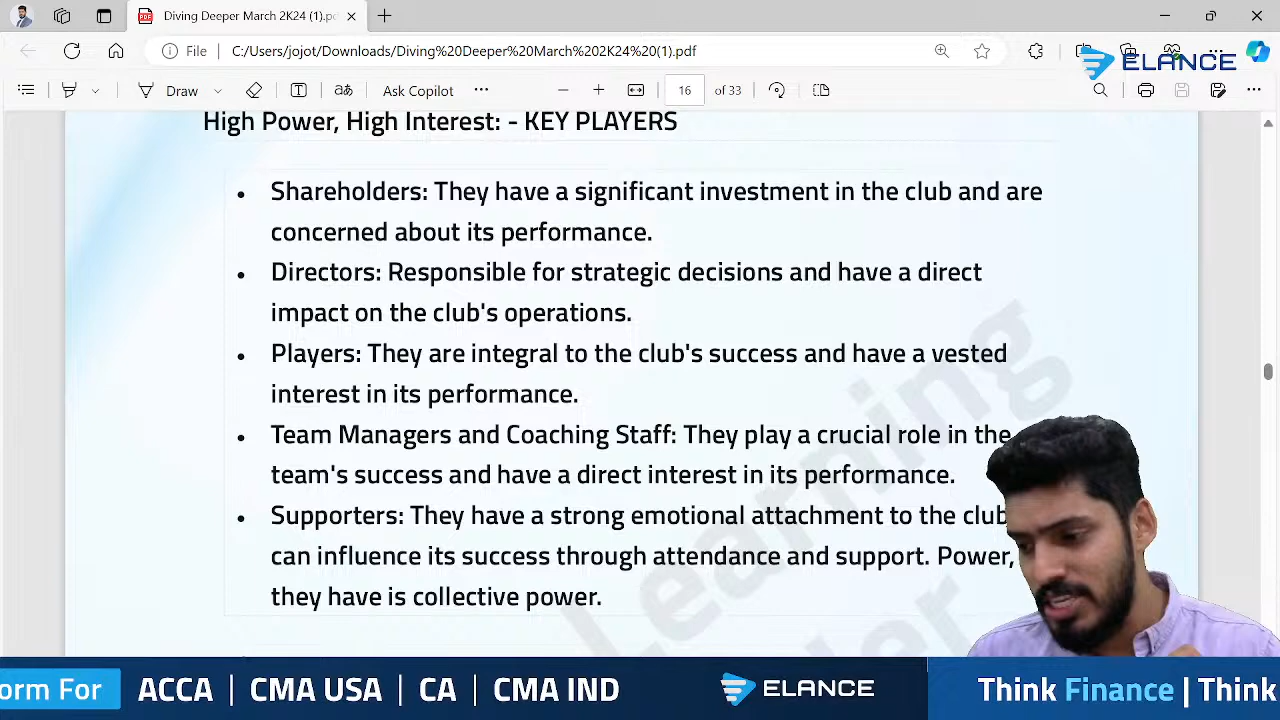 Diving Deeper March 2K24 (1).pd
File
C:/Users/jojot/Downloads/Diving%20Deeper%20March%202K24%20(1).pdf
ELANCE
Draw
Ask Copilot
16
of 33
High Power, High Interest: - KEY PLAYERS
• Shareholders: They have a significant investment in the club and are
concerned about its performance.
• Directors: Responsible for strategic decisions and have a direct
impact on the club's operations.
• Players: They are integral to the club's success and have a vested
interest in its performance.
• Team Managers and Coaching Staff: They play a crucial role in the
team's success and have a direct interest in its performance.
• Supporters: They have a strong emotional attachment to the club
can influence its success through attendance and support. Power,
they have is collective power.
Learning
orm For ACCA | CMA USA | CA | CMA IND ELANCE Think Finance | Think